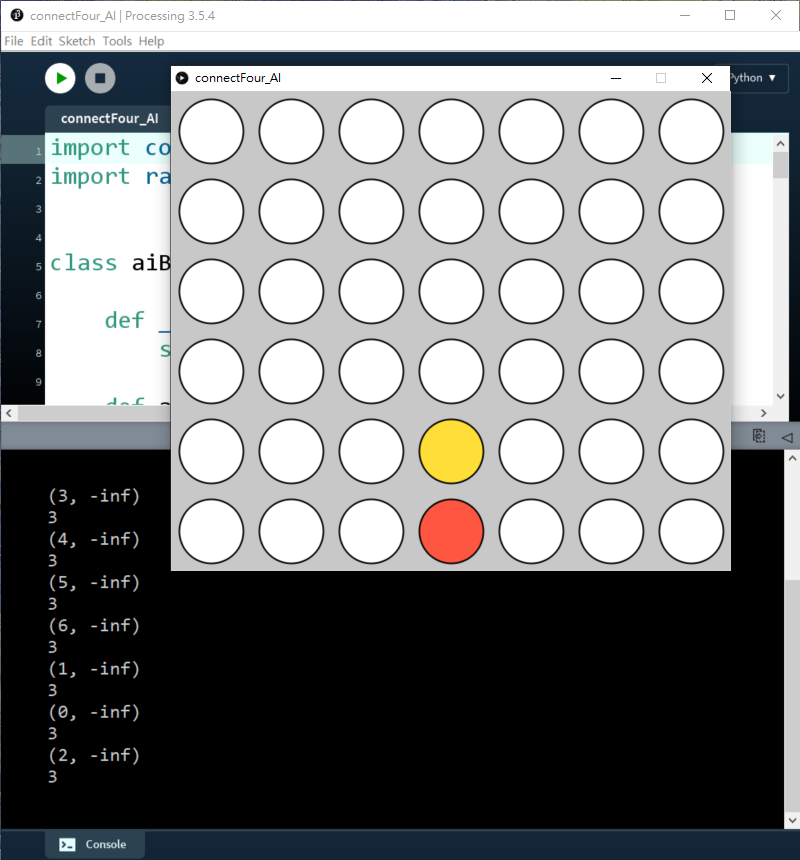 connectFour_AI | Processing 3.5.4
File Edit Sketch Tools Help
connectFour_AI
Python ▼
connectFour_AI
1 import co
2 import ra
3
4
5 class aiB
6
7 def _
8 s
9
(3, -inf)
3
(4, -inf)
3
(5, -inf)
3
(6, -inf)
3
(1, -inf)
3
(0, -inf)
3
(2, -inf)
3
Console